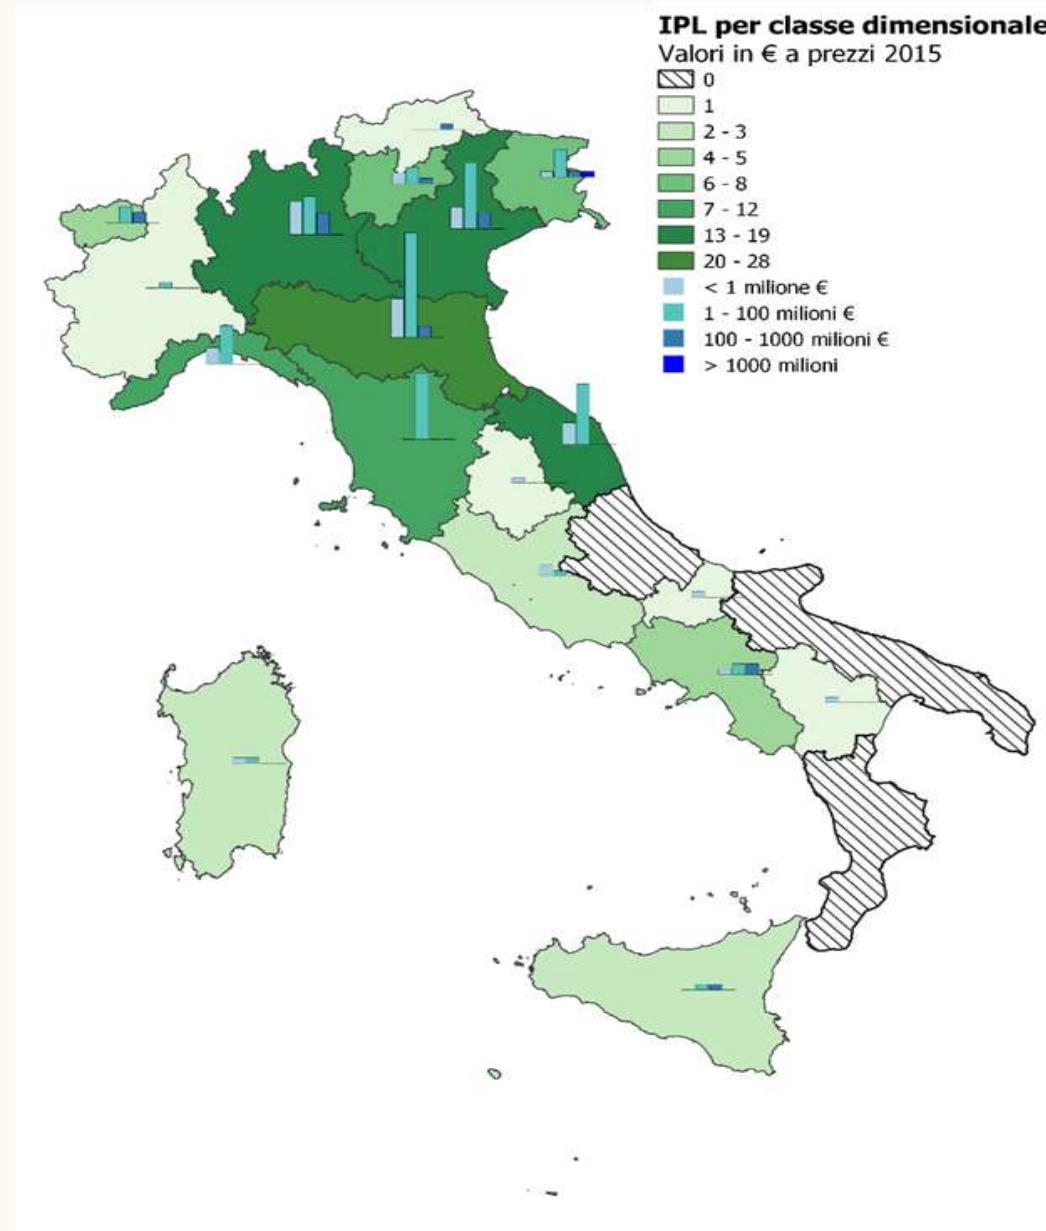 IPL per classe dimensionale
Valori in € a prezzi 2015
0
1
2 - 3
4 - 5
6 - 8
7 - 12
13 - 19
20 - 28
< 1 milione €
1 - 100 milioni €
100 - 1000 milioni €
> 1000 milioni